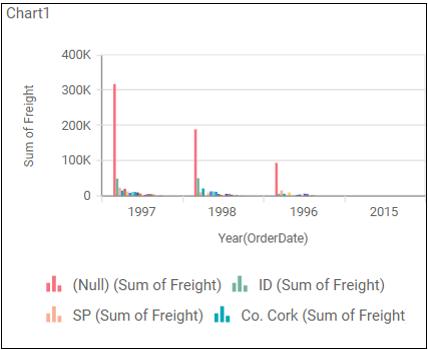 Chart1
400K
300K
200K
100K
0
Sum of Freight
1997 1998 1996 2015
Year(OrderDate)
(Null) (Sum of Freight) ID (Sum of Freight)
SP (Sum of Freight) Co. Cork (Sum of Freight